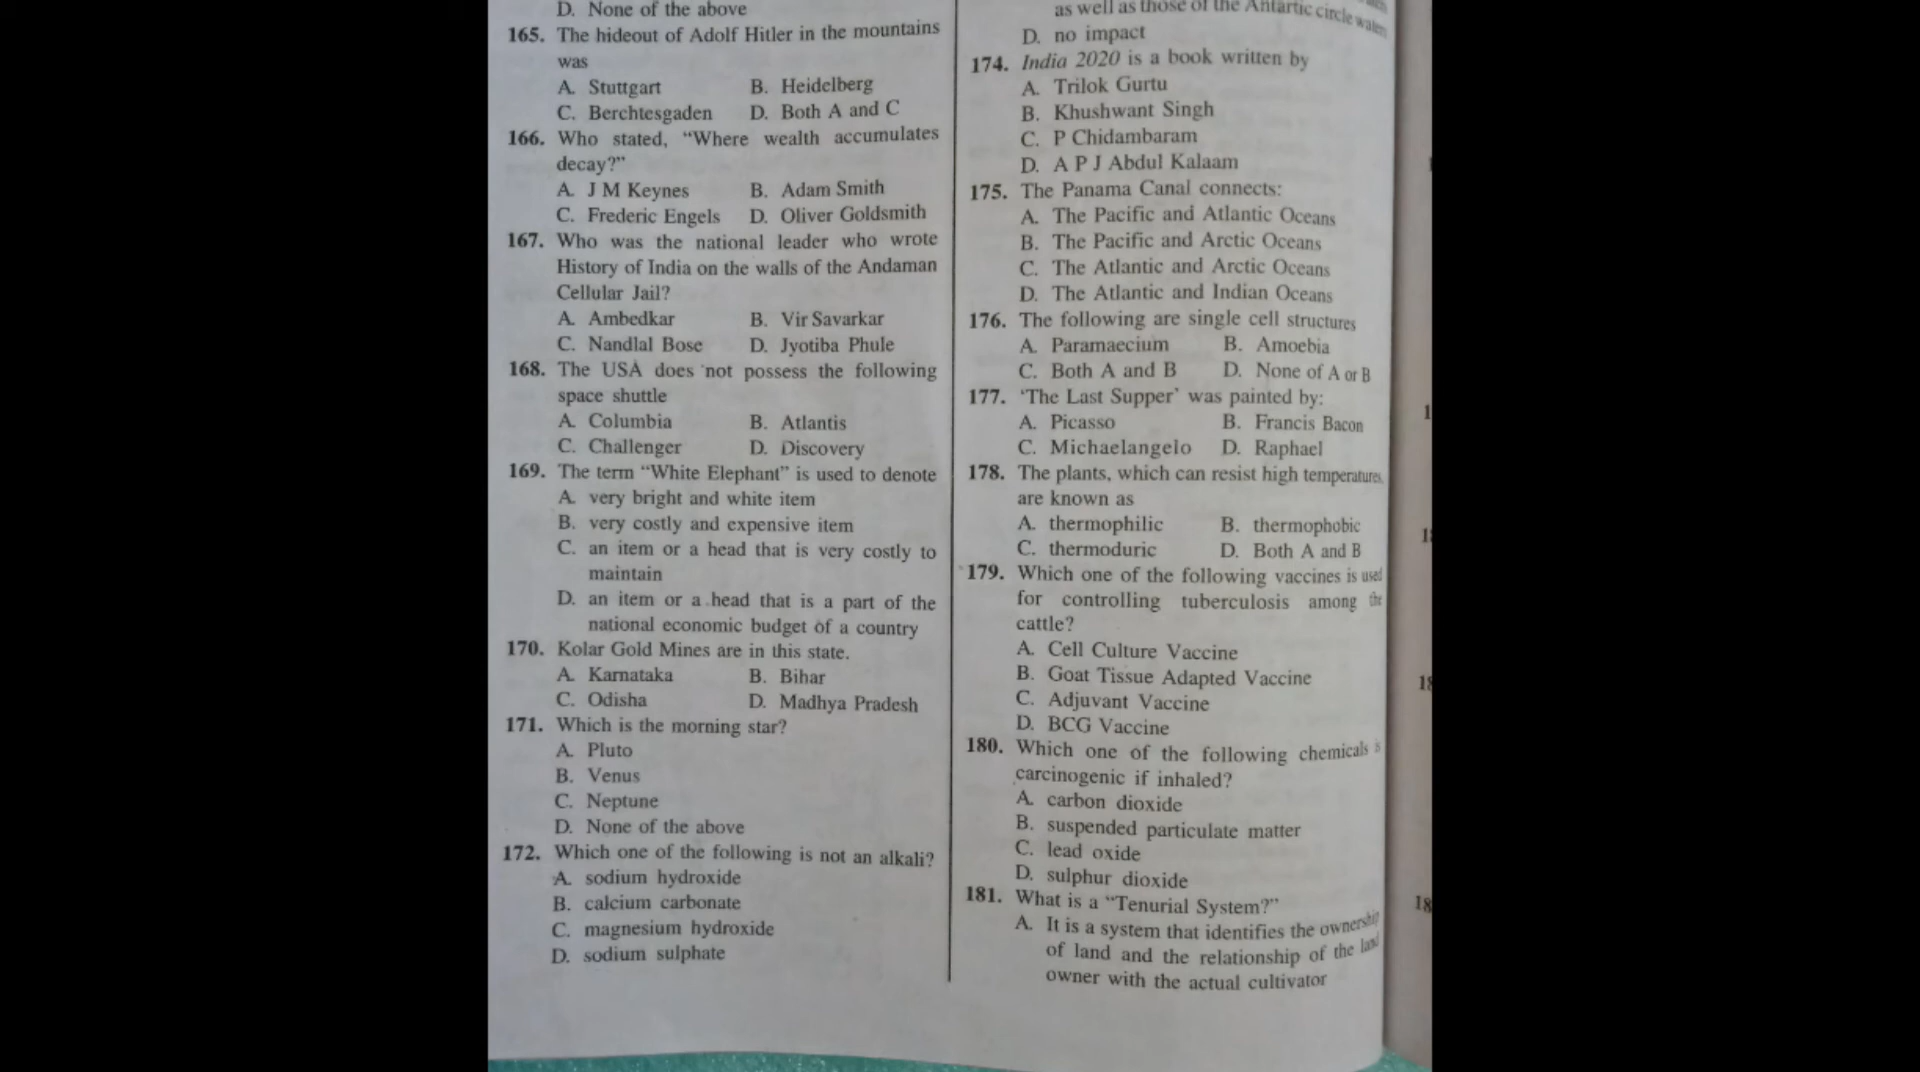 D. None of the above
165. The hideout of Adolf Hitler in the mountains
was
A. Stuttgart B. Heidelberg
C. Berchtesgaden D. Both A and C
166. Who stated, “Where wealth accumulates
decay?”
A. J M Keynes B. Adam Smith
C. Frederic Engels D. Oliver Goldsmith
167. Who was the national leader who wrote
History of India on the walls of the Andaman
Cellular Jail?
A. Ambedkar B. Vir Savarkar
C. Nandlal Bose D. Jyotiba Phule
168. The USA does not possess the following
space shuttle
A. Columbia B. Atlantis
C. Challenger D. Discovery
169. The term “White Elephant” is used to denote
A. very bright and white item
B. very costly and expensive item
C. an item or a head that is very costly to
maintain
D. an item or a head that is a part of the
national economic budget of a country
170. Kolar Gold Mines are in this state.
A. Karnataka B. Bihar
C. Odisha D. Madhya Pradesh
171. Which is the morning star?
A. Pluto
B. Venus
C. Neptune
D. None of the above
172. Which one of the following is not an alkali?
A. sodium hydroxide
B. calcium carbonate
C. magnesium hydroxide
D. sodium sulphate
as well as those of the Antartic circle waters
D. no impact
174. India 2020 is a book written by
A. Trilok Gurtu
B. Khushwant Singh
C. P Chidambaram
D. A P J Abdul Kalaam
175. The Panama Canal connects:
A. The Pacific and Atlantic Oceans
B. The Pacific and Arctic Oceans
C. The Atlantic and Arctic Oceans
D. The Atlantic and Indian Oceans
176. The following are single cell structures
A. Paramaecium B. Amoebia
C. Both A and B D. None of A or B
177. ‘The Last Supper’ was painted by:
A. Picasso B. Francis Bacon
C. Michaelangelo D. Raphael
178. The plants, which can resist high temperatures,
are known as
A. thermophilic B. thermophobic
C. thermoduric D. Both A and B
179. Which one of the following vaccines is used
for controlling tuberculosis among the
cattle?
A. Cell Culture Vaccine
B. Goat Tissue Adapted Vaccine
C. Adjuvant Vaccine
D. BCG Vaccine
180. Which one of the following chemicals is
carcinogenic if inhaled?
A. carbon dioxide
B. suspended particulate matter
C. lead oxide
D. sulphur dioxide
181. What is a “Tenurial System?”
A. It is a system that identifies the ownership
of land and the relationship of the land
owner with the actual cultivator